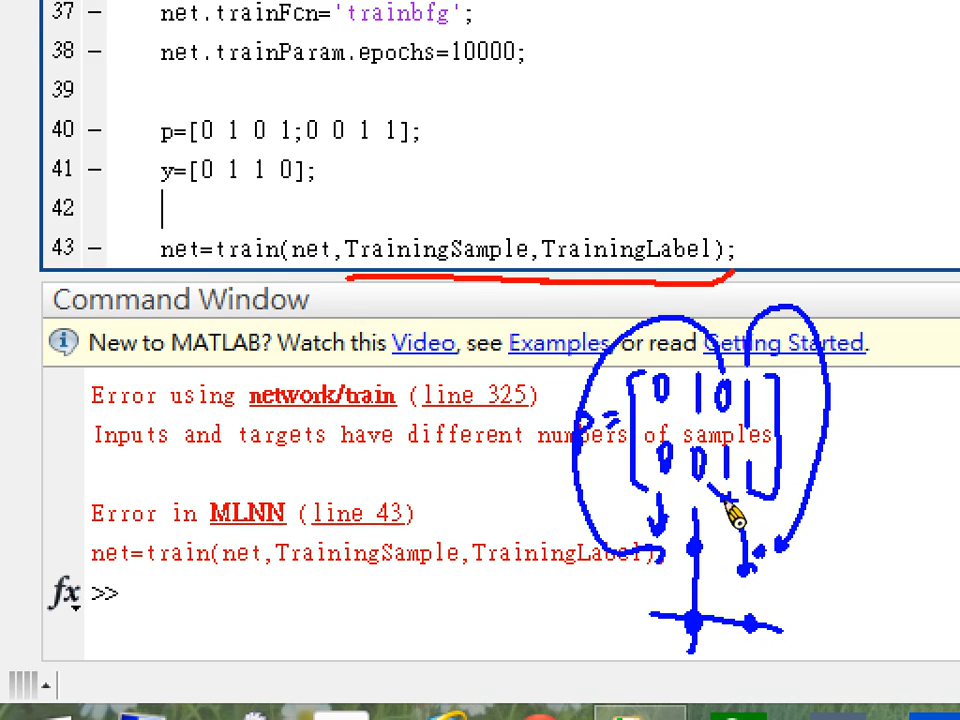 37 - net.trainFcn='trainbfg';
38 - net.trainParam.epochs=10000;
39
40 - p=[0 1 0 1;0 0 1 1];
41 - y=[0 1 1 0];
42
43 - net=train(net,TrainingSample,TrainingLabel);
Command Window
New to MATLAB? Watch this Video, see Examples, or read Getting Started.
Error using network/train (line 325)
Inputs and targets have different numbers of samples
P = [0 1 0 1
0 0 1 1]
Error in MLNN (line 43)
net=train(net,TrainingSample,TrainingLabel);
fx >>